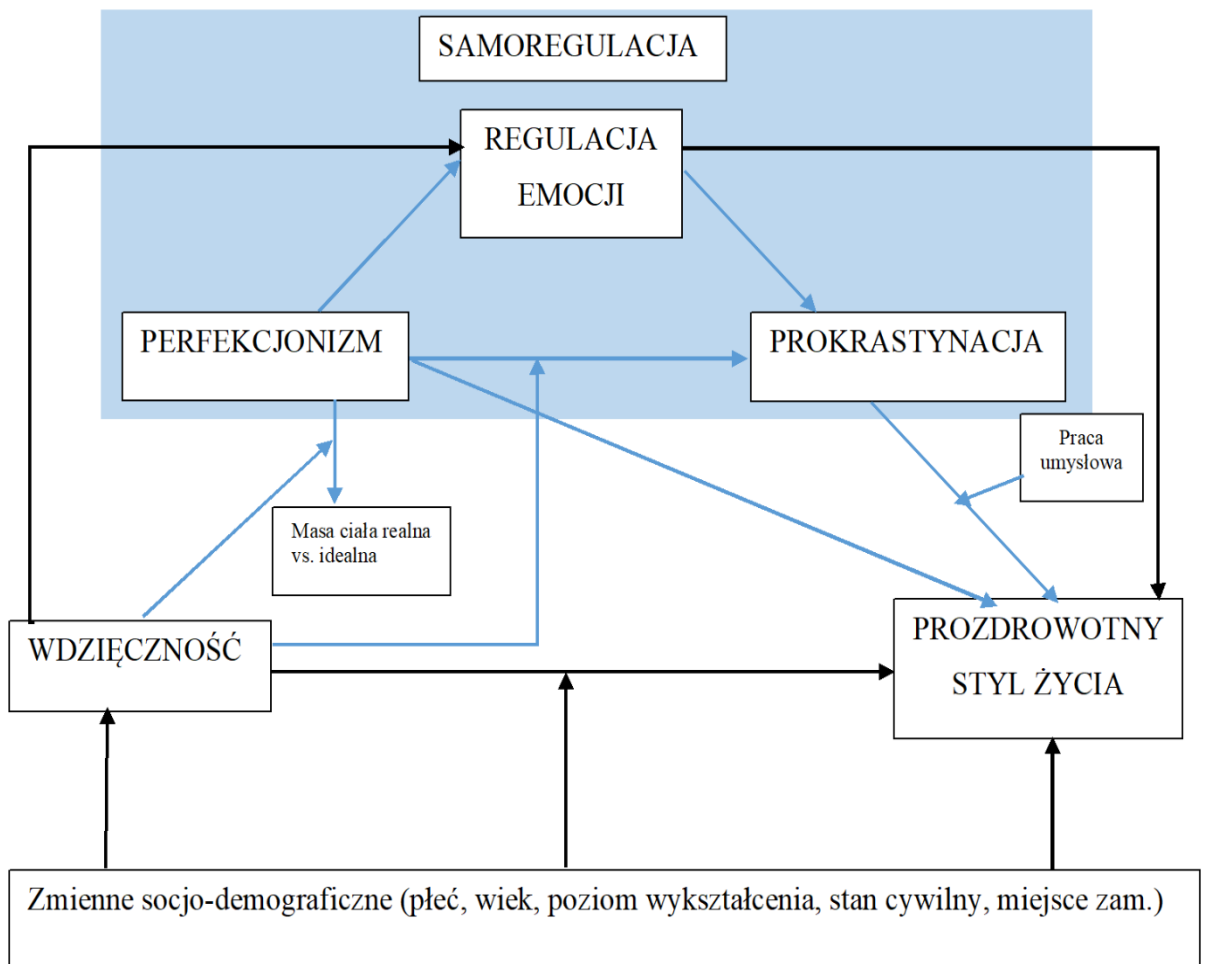 SAMOREGULACJA
REGULACJA
EMOCJI
PERFEKCJONIZM
PROKRASTYNACJA
Praca
umysłowa
Masa ciała realna
vs. idealna
WDZIĘCZNOŚĆ
PROZDROWOTNY
STYL ŻYCIA
Zmienne socjo-demograficzne (płeć, wiek, poziom wykształcenia, stan cywilny, miejsce zam.)